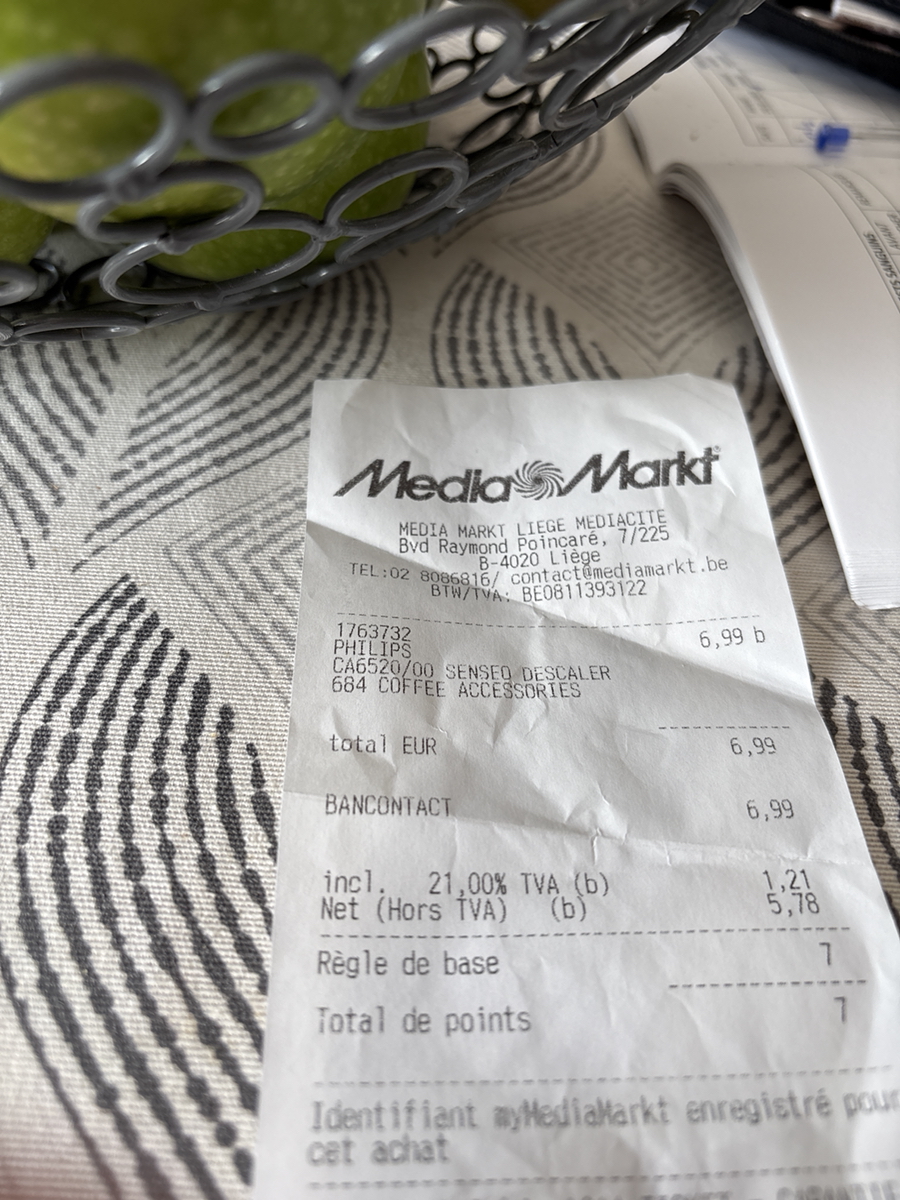 Media Markt
MEDIA MARKT LIEGE MEDIACITE
Bvd Raymond Poincaré, 7/225
B-4020 Liège
TEL:02 8086816/ contact@mediamarkt.be
BTW/TVA: BE0811393122
1763732 6,99 b
PHILIPS
CA6520/00 SENSEO DESCALER
684 COFFEE ACCESSORIES
total EUR 6,99
BANCONTACT 6,99
incl. 21,00% TVA (b) 1,21
Net (Hors TVA) (b) 5,78
Règle de base 7
Total de points 7
Identifiant myMediaMarkt enregistré pour
cet achat